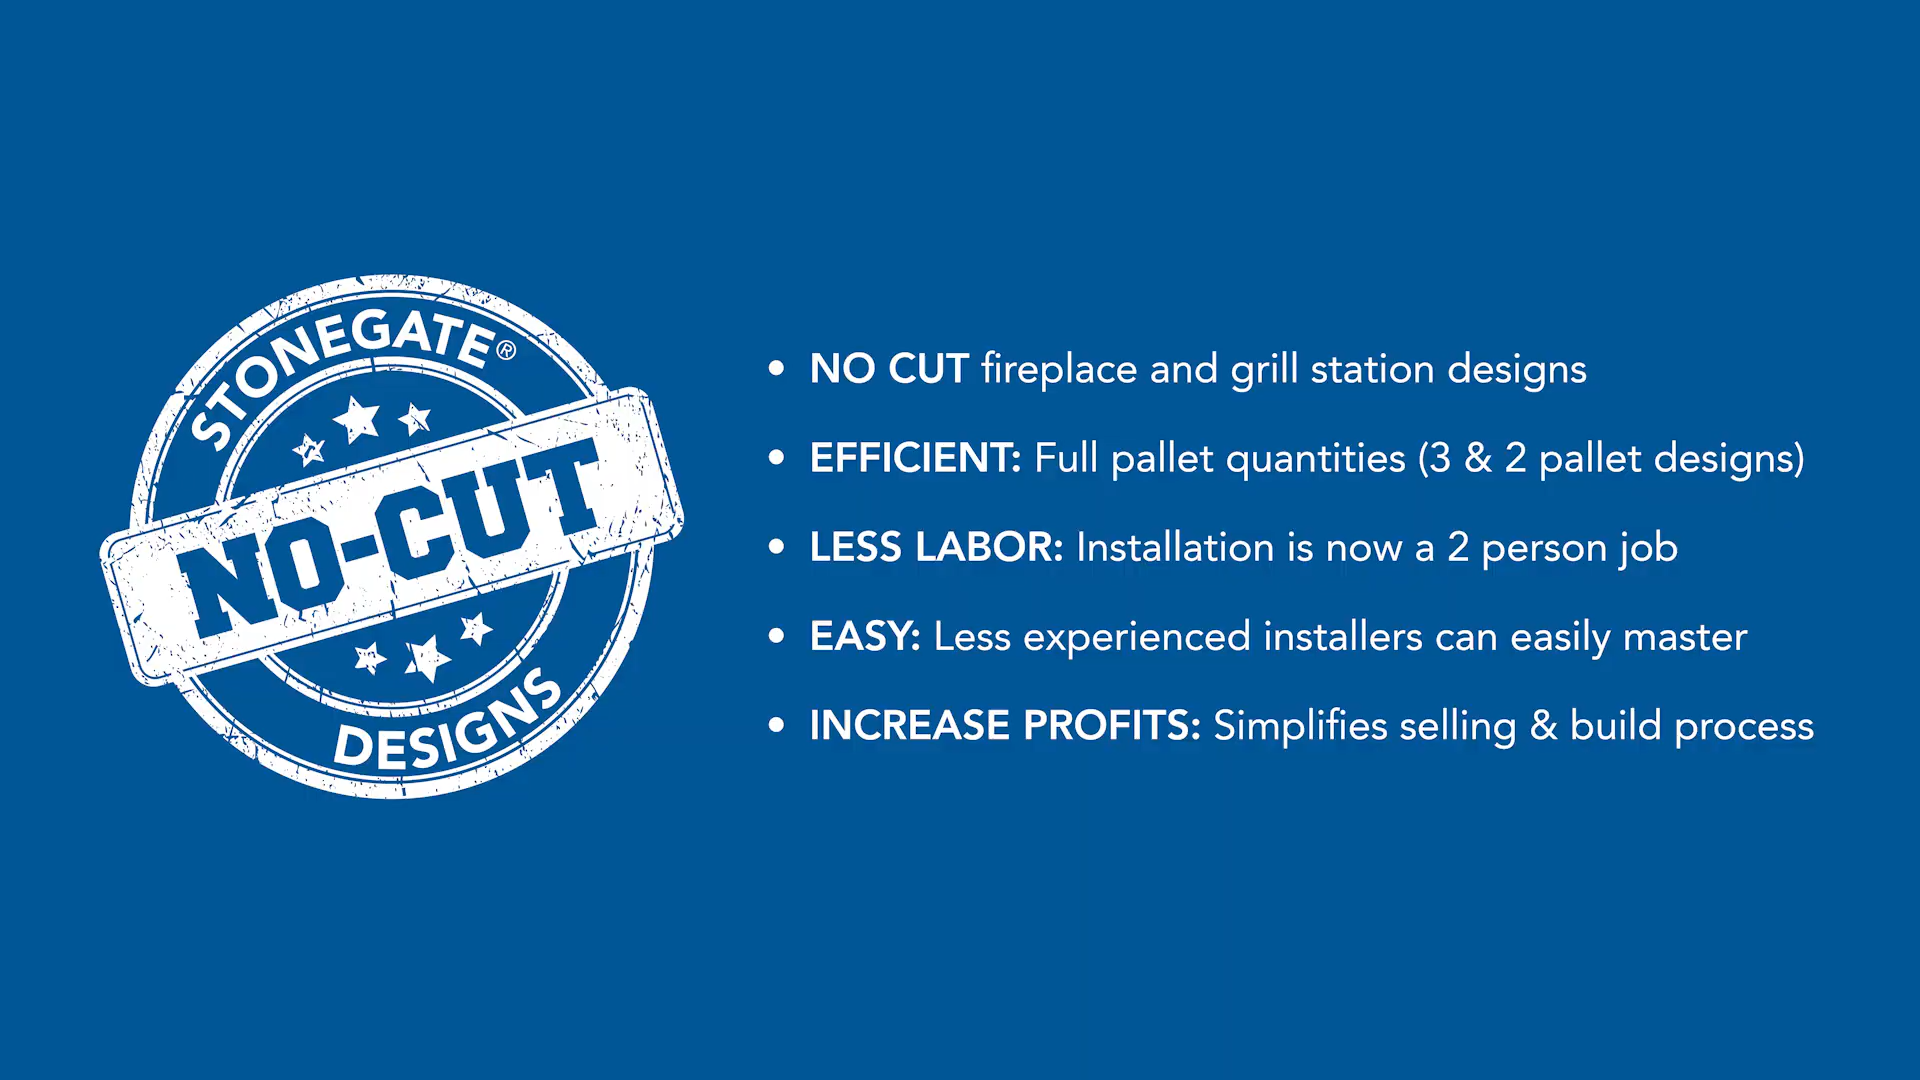 STONEGATE®
NO-CUT
DESIGNS
• NO CUT fireplace and grill station designs
• EFFICIENT: Full pallet quantities (3 & 2 pallet designs)
• LESS LABOR: Installation is now a 2 person job
• EASY: Less experienced installers can easily master
• INCREASE PROFITS: Simplifies selling & build process